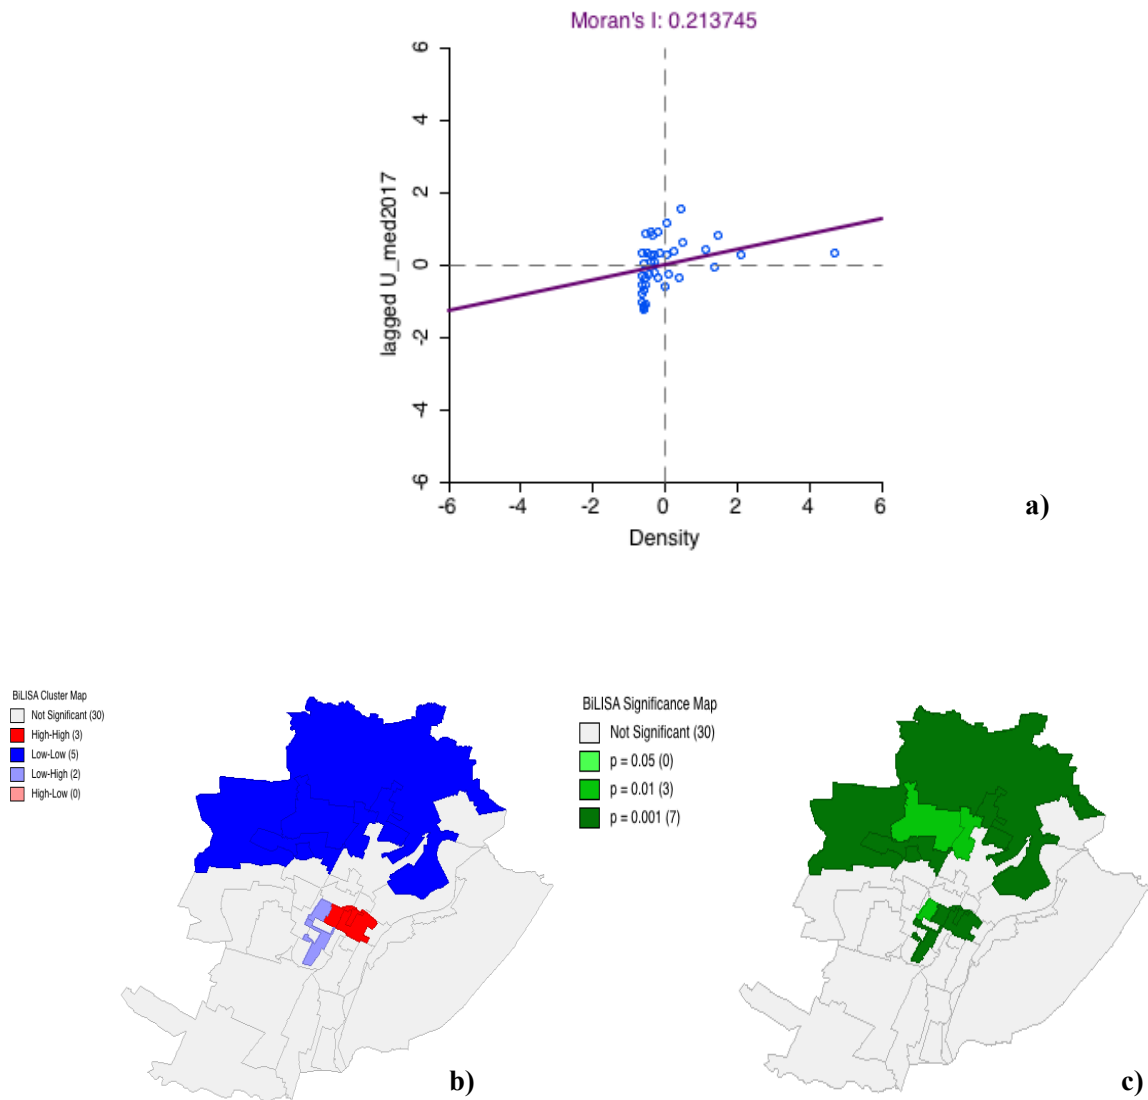 Moran's I: 0.213745
6
4
2
0
-2
-4
-6
lagged U_med2017
-6 -4 -2 0 2 4 6
Density
a)
BiLISA Cluster Map
Not Significant (30)
High-High (3)
Low-Low (5)
Low-High (2)
High-Low (0)
b)
BiLISA Significance Map
Not Significant (30)
p = 0.05 (0)
p = 0.01 (3)
p = 0.001 (7)
c)